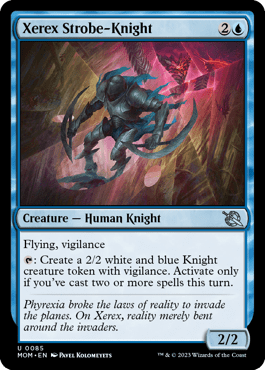 Xerex Strobe-Knight 2
Creature — Human Knight
Flying, vigilance
: Create a 2/2 white and blue Knight
creature token with vigilance. Activate only
if you've cast two or more spells this turn.
Phyrexia broke the laws of reality to invade
the planes. On Xerex, reality merely bent
around the invaders.
2/2
U 0085
MOM • EN Pavel Kolomeyets
™ & © 2023 Wizards of the Coast